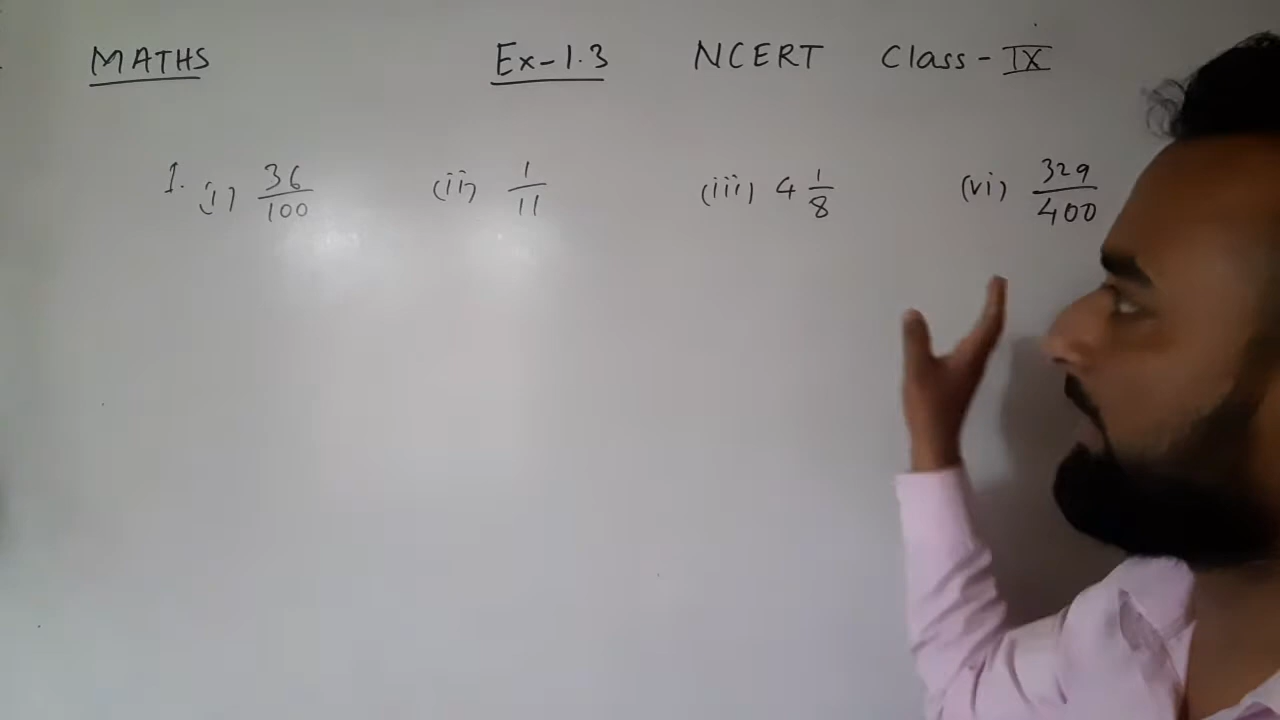 MATHS Ex-1.3 NCERT Class-IX
1. (i) 36/100 (ii) 1/11 (iii) 4 1/8 (vi) 329/400